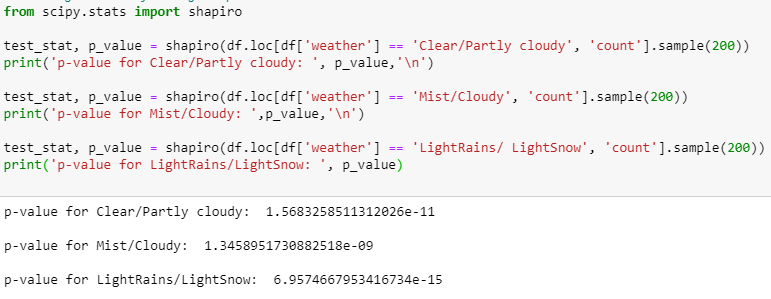 from scipy.stats import shapiro
test_stat, p_value = shapiro(df.loc[df['weather'] == 'Clear/Partly cloudy', 'count'].sample(200))
print('p-value for Clear/Partly cloudy: ', p_value,'\n')
test_stat, p_value = shapiro(df.loc[df['weather'] == 'Mist/Cloudy', 'count'].sample(200))
print('p-value for Mist/Cloudy: ',p_value,'\n')
test_stat, p_value = shapiro(df.loc[df['weather'] == 'LightRains/ LightSnow', 'count'].sample(200))
print('p-value for LightRains/LightSnow: ', p_value)
p-value for Clear/Partly cloudy:  1.5683258511312026e-11
p-value for Mist/Cloudy:  1.3458951730882518e-09
p-value for LightRains/LightSnow:  6.9574667953416734e-15